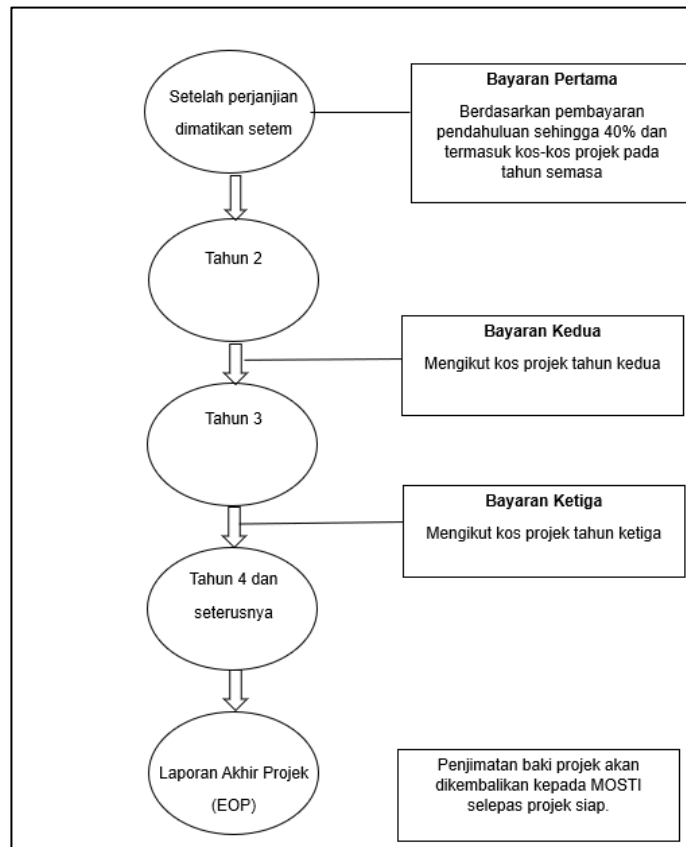 Setelah perjanjian
dimatikan setem
Bayaran Pertama
Berdasarkan pembayaran
pendahuluan sehingga 40% dan
termasuk kos-kos projek pada
tahun semasa
Tahun 2
Bayaran Kedua
Mengikut kos projek tahun kedua
Tahun 3
Bayaran Ketiga
Mengikut kos projek tahun ketiga
Tahun 4 dan
seterusnya
Laporan Akhir Projek
(EOP)
Penjimatan baki projek akan
dikembalikan kepada MOSTI
selepas projek siap.